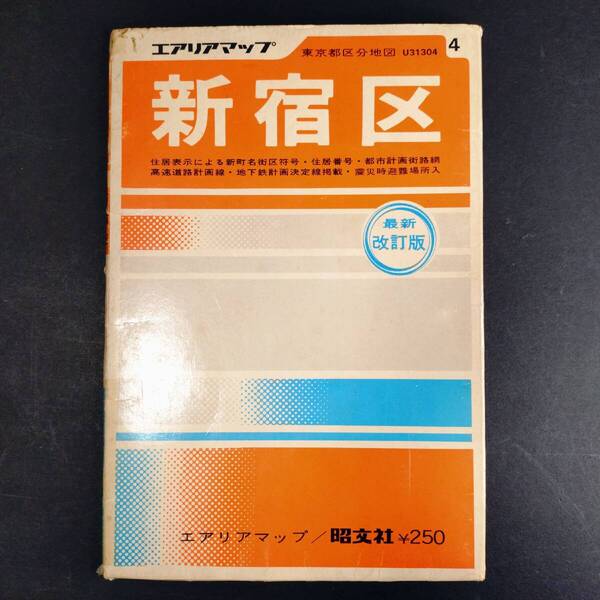 エアリアマップ 東京都区分地図 U31304 4
新宿区
住居表示による新町名街区符号・住居番号・都市計画街路網
高速道路計画線・地下鉄計画決定線掲載・震災時避難場所入
最新
改訂版
エアリアマップ/昭文社 ¥250